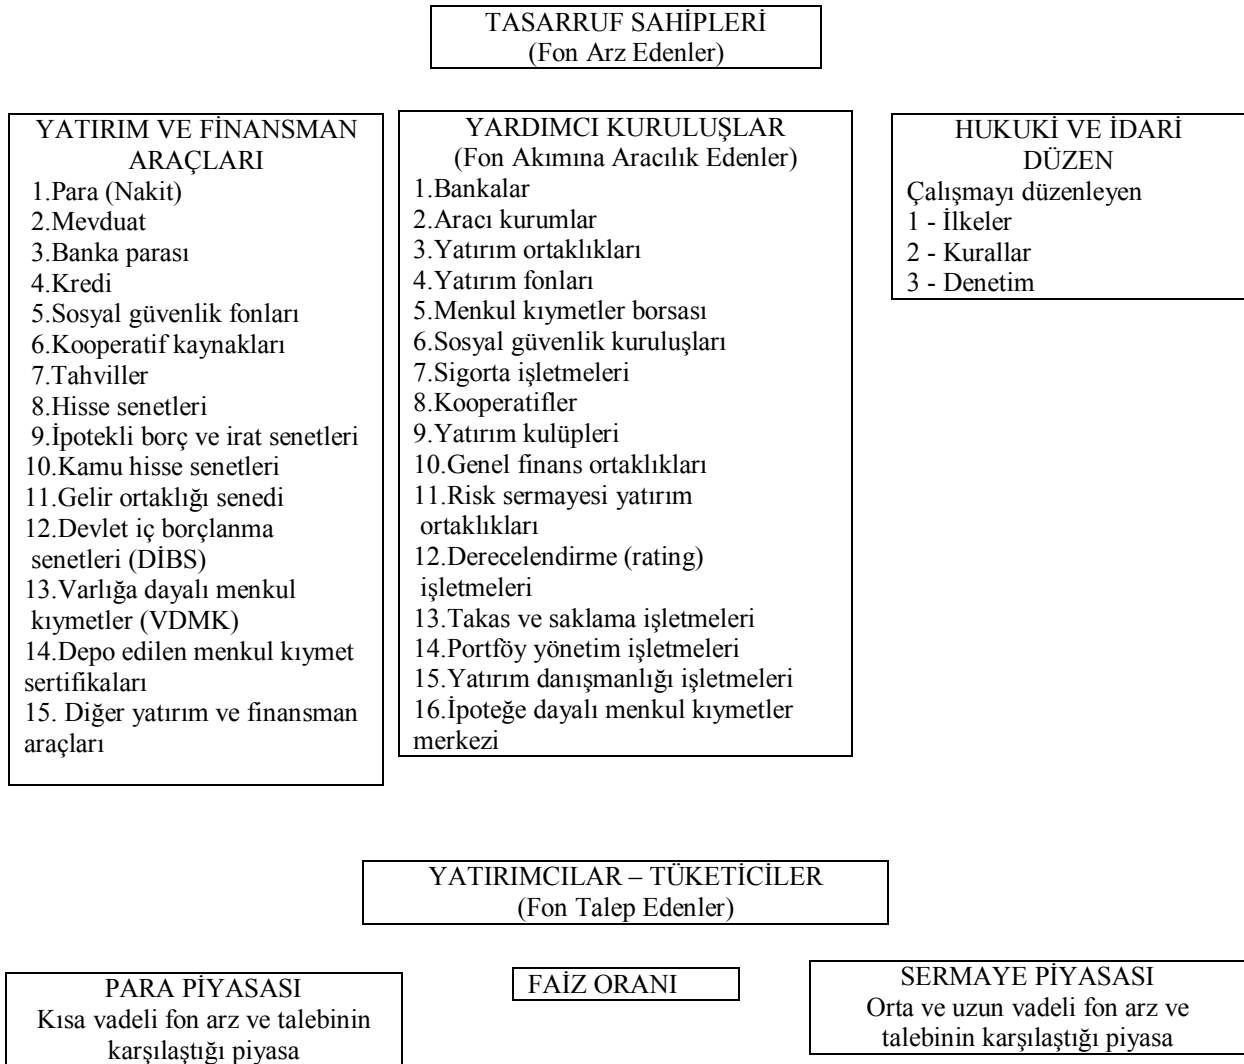 TASARRUF SAHİPLERİ
(Fon Arz Edenler)
YATIRIM VE FİNANSMAN
ARAÇLARI
1.Para (Nakit)
2.Mevduat
3.Banka parası
4.Kredi
5.Sosyal güvenlik fonları
6.Kooperatif kaynakları
7.Tahviller
8.Hisse senetleri
9.İpotekli borç ve irat senetleri
10.Kamu hisse senetleri
11.Gelir ortaklığı senedi
12.Devlet iç borçlanma
senetleri (DİBS)
13.Varlığa dayalı menkul
kıymetler (VDMK)
14.Depo edilen menkul kıymet
sertifikaları
15. Diğer yatırım ve finansman
araçları
YARDIMCI KURULUŞLAR
(Fon Akımına Aracılık Edenler)
1.Bankalar
2.Aracı kurumlar
3.Yatırım ortaklıkları
4.Yatırım fonları
5.Menkul kıymetler borsası
6.Sosyal güvenlik kuruluşları
7.Sigorta işletmeleri
8.Kooperatifler
9.Yatırım kulüpleri
10.Genel finans ortaklıkları
11.Risk sermayesi yatırım
ortaklıkları
12.Derecelendirme (rating)
işletmeleri
13.Takas ve saklama işletmeleri
14.Portföy yönetim işletmeleri
15.Yatırım danışmanlığı işletmeleri
16.İpoteğe dayalı menkul kıymetler
merkezi
HUKUKİ VE İDARİ
DÜZEN
Çalışmayı düzenleyen
1 - İlkeler
2 - Kurallar
3 - Denetim
YATIRIMCILAR – TÜKETİCİLER
(Fon Talep Edenler)
PARA PİYASASI
Kısa vadeli fon arz ve talebinin
karşılaştığı piyasa
FAİZ ORANI
SERMAYE PİYASASI
Orta ve uzun vadeli fon arz ve
talebinin karşılaştığı piyasa